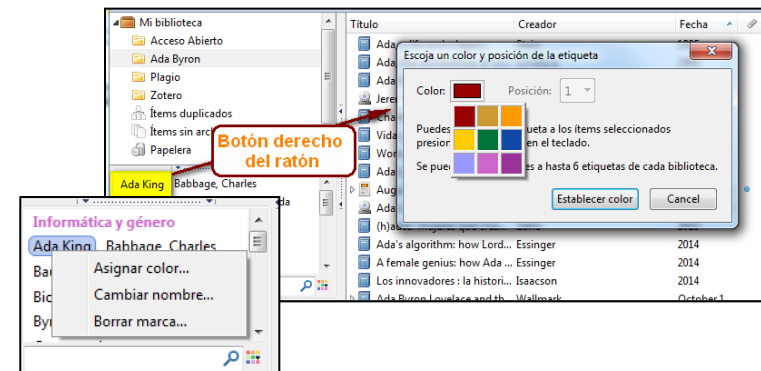 Mi biblioteca
Acceso Abierto
Ada Byron
Plagio
Zotero
Ítems duplicados
Ítems sin arc
Papelera
Ada King Babbage, Charles
Botón derecho
del ratón
Título Creador Fecha
Ada
Ada
Ada
Jere
Cha
Vida
Wor
Ada
Aug
Ada
Ada's algorithm: how Lord... Essinger 2014
A female genius: how Ada ... Essinger 2014
Los innovadores : la histori... Isaacson 2014
Ada Byron Lovelace and th Wallmark October 1
Escoja un color y posición de la etiqueta
Color: Posición: 1
Puedes ueta a los ítems seleccionados
presion en el teclado.
Se pue es a hasta 6 etiquetas de cada biblioteca.
Establecer color Cancel
Informática y género
Ada King Babbage, Charles
Asignar color...
Cambiar nombre...
Borrar marca...